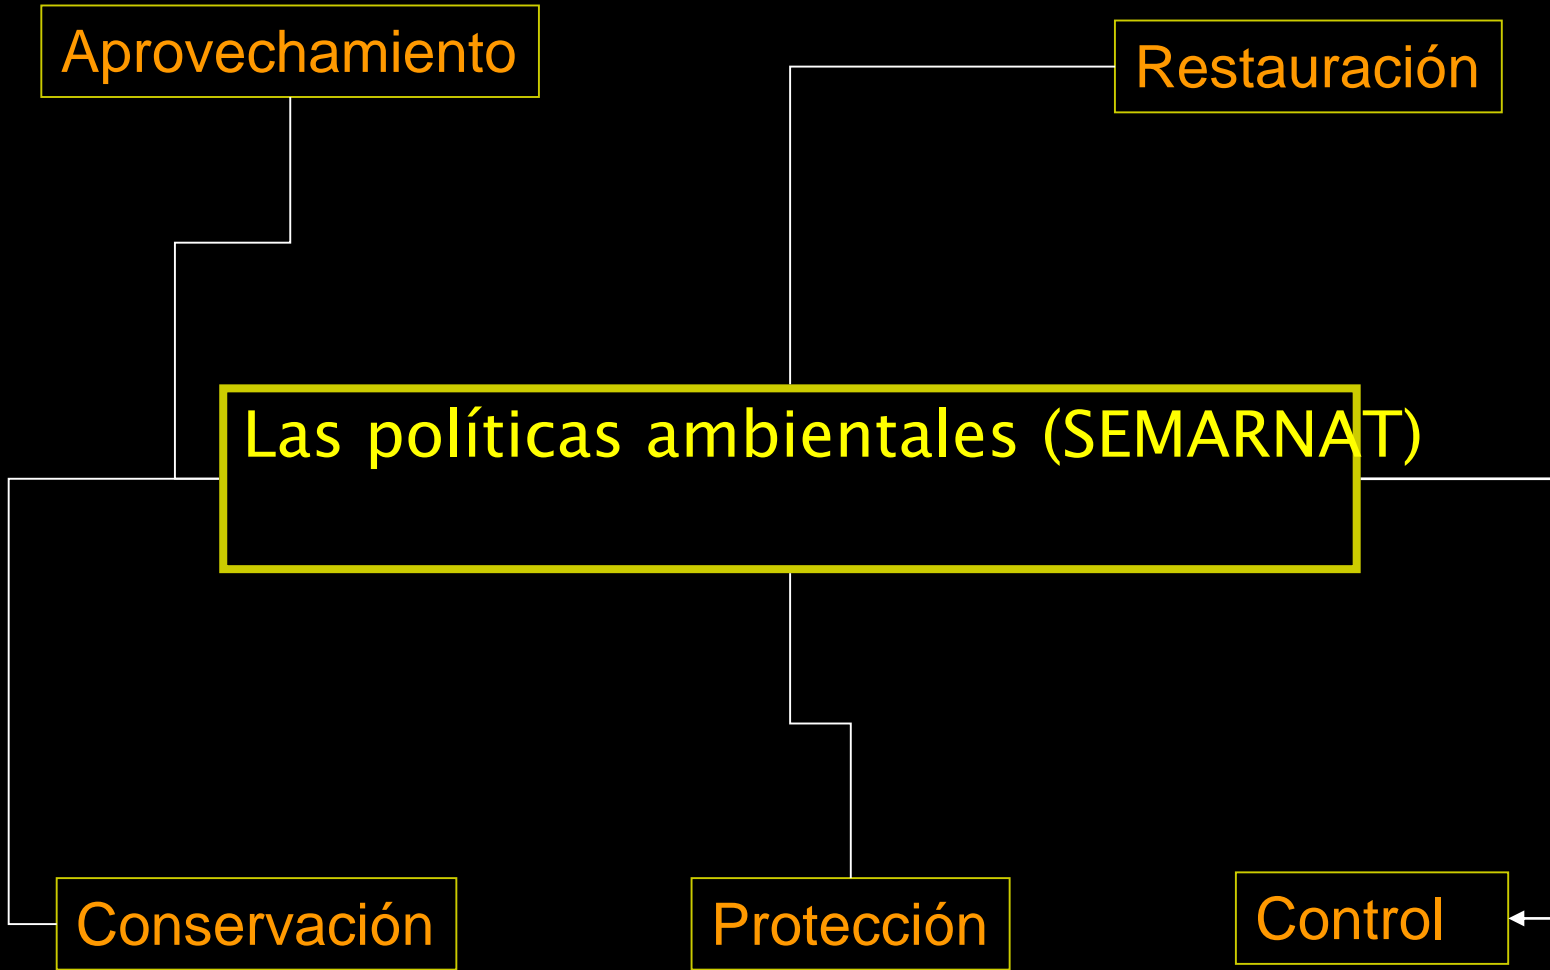 Aprovechamiento
Restauración
Las políticas ambientales (SEMARNAT)
Conservación
Protección
Control